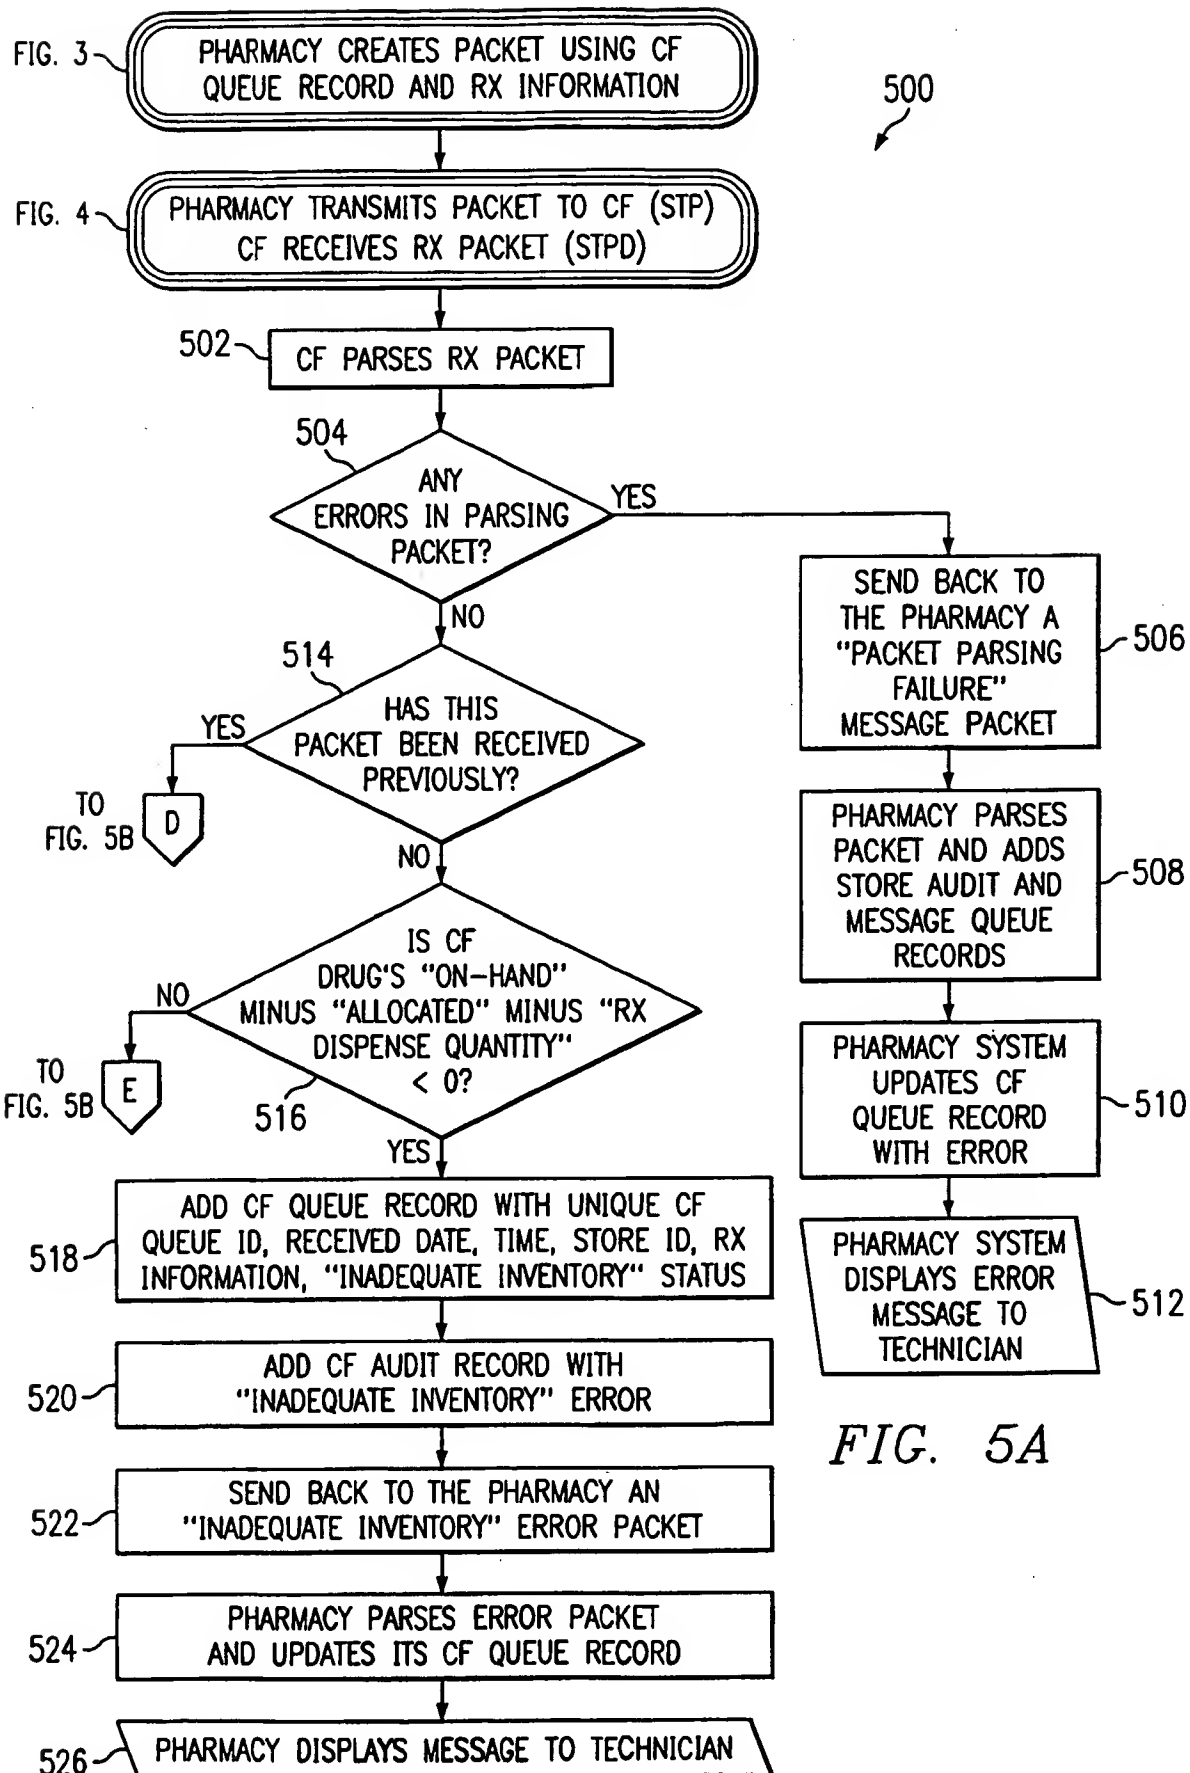 FIG. 3
PHARMACY CREATES PACKET USING CF
QUEUE RECORD AND RX INFORMATION
500
FIG. 4
PHARMACY TRANSMITS PACKET TO CF (STP)
CF RECEIVES RX PACKET (STPD)
502
CF PARSES RX PACKET
504
ANY
ERRORS IN PARSING
PACKET?
YES
NO
SEND BACK TO
THE PHARMACY A
"PACKET PARSING
FAILURE"
MESSAGE PACKET
506
514
HAS THIS
PACKET BEEN RECEIVED
PREVIOUSLY?
YES
TO
FIG. 5B
D
NO
PHARMACY PARSES
PACKET AND ADDS
STORE AUDIT AND
MESSAGE QUEUE
RECORDS
508
IS CF
DRUG'S "ON-HAND"
MINUS "ALLOCATED" MINUS "RX
DISPENSE QUANTITY"
< 0?
516
NO
TO
FIG. 5B
E
YES
PHARMACY SYSTEM
UPDATES CF
QUEUE RECORD
WITH ERROR
510
518
ADD CF QUEUE RECORD WITH UNIQUE CF
QUEUE ID, RECEIVED DATE, TIME, STORE ID, RX
INFORMATION, "INADEQUATE INVENTORY" STATUS
PHARMACY SYSTEM
DISPLAYS ERROR
MESSAGE TO
TECHNICIAN
512
520
ADD CF AUDIT RECORD WITH
"INADEQUATE INVENTORY" ERROR
FIG. 5A
522
SEND BACK TO THE PHARMACY AN
"INADEQUATE INVENTORY" ERROR PACKET
524
PHARMACY PARSES ERROR PACKET
AND UPDATES ITS CF QUEUE RECORD
526
PHARMACY DISPLAYS MESSAGE TO TECHNICIAN